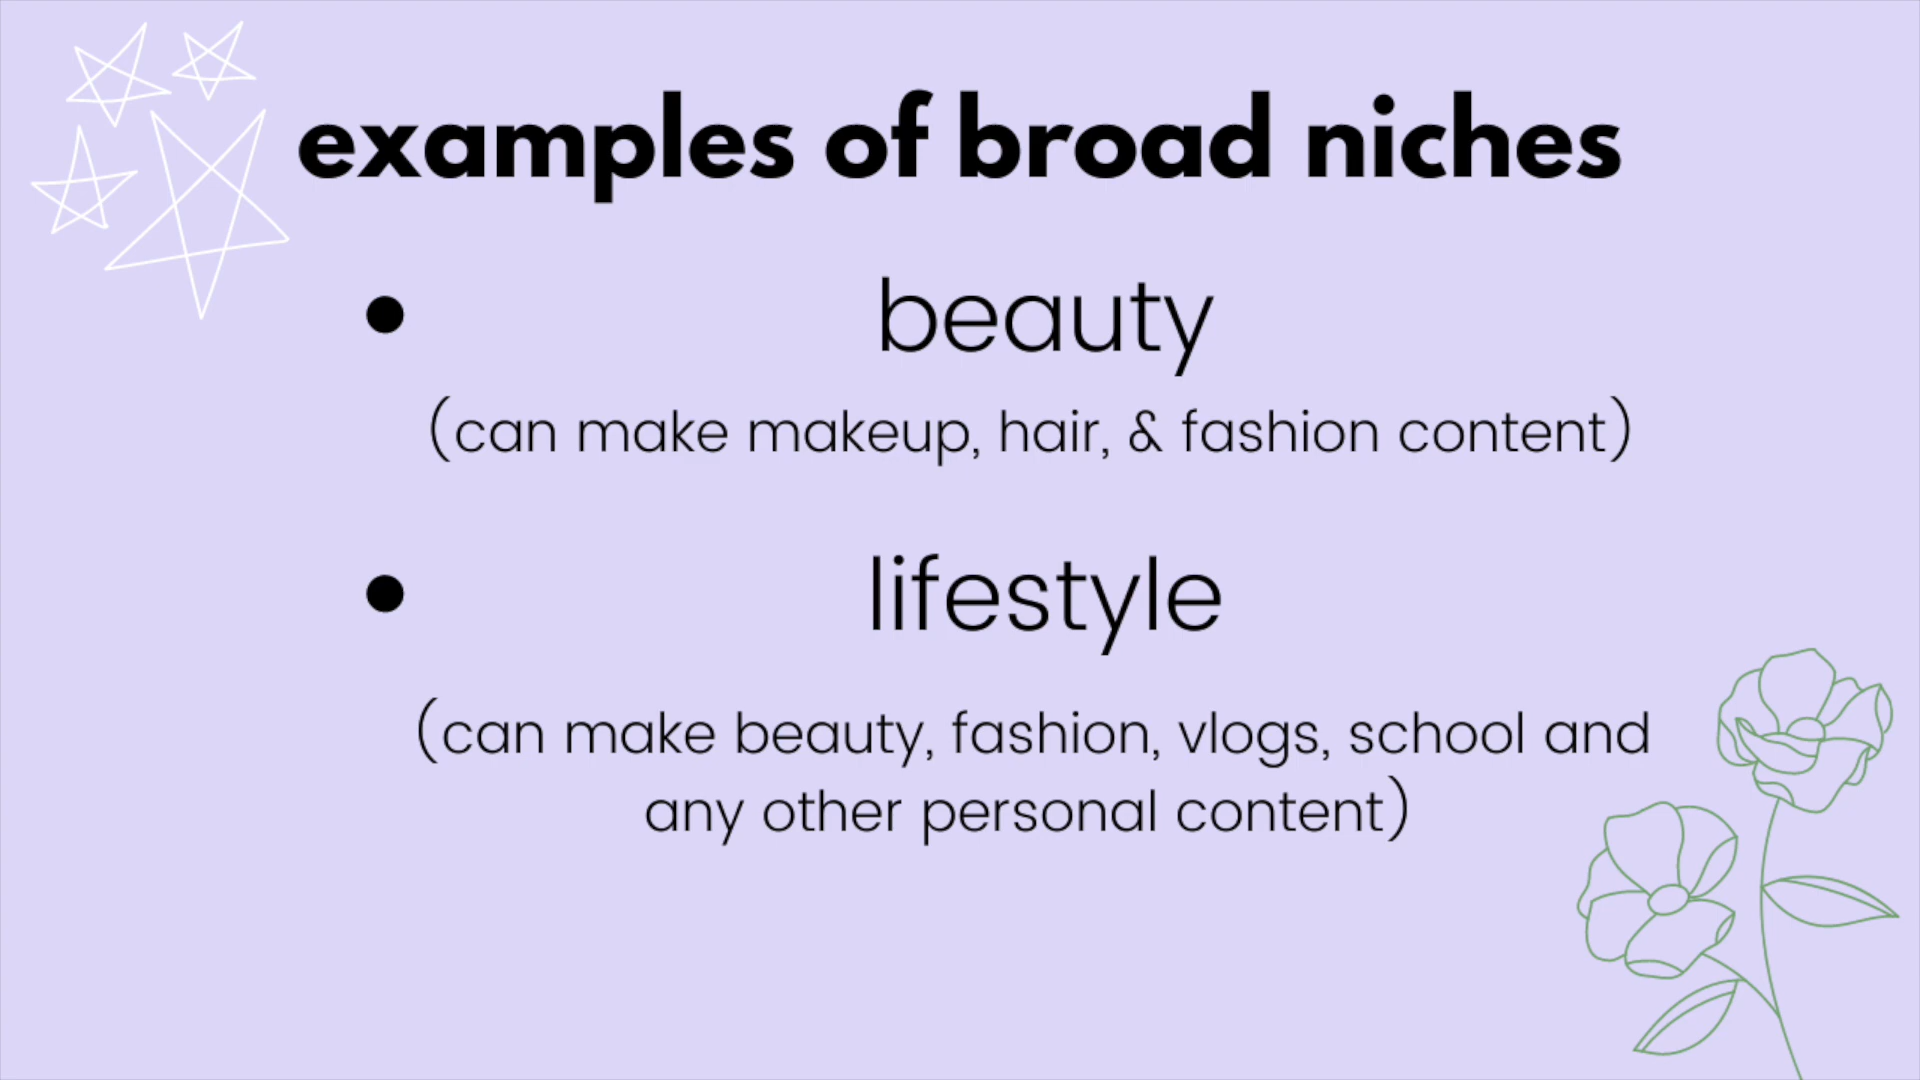 examples of broad niches
• beauty
(can make makeup, hair, & fashion content)
• lifestyle
(can make beauty, fashion, vlogs, school and
any other personal content)